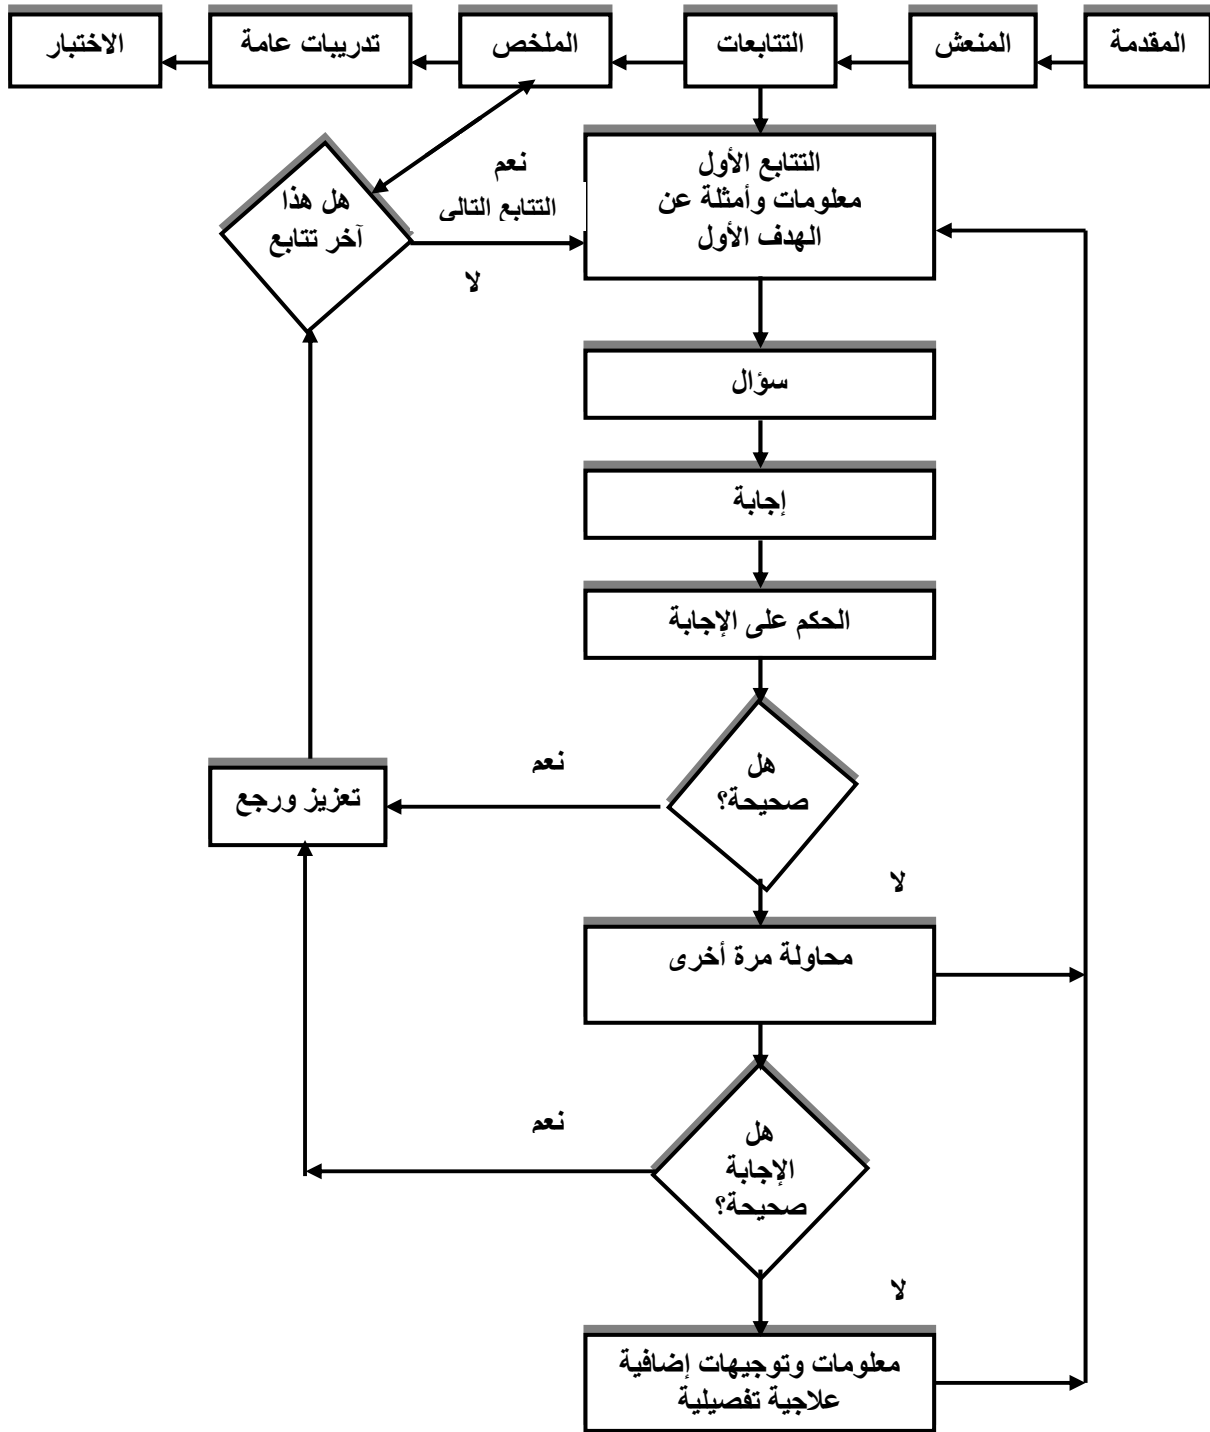 المقدمة
المنعش
التتابعات
الملخص
تدريبات عامة
الاختبار
التتابع الأول
معلومات وأمثلة عن
الهدف الأول
نعم
التتابع التالى
هل هذا
آخر تتابع
لا
سؤال
إجابة
الحكم على الإجابة
هل
صحيحة؟
نعم
تعزيز ورجع
لا
محاولة مرة أخرى
هل
الإجابة
صحيحة؟
نعم
لا
معلومات وتوجيهات إضافية
علاجية تفصيلية